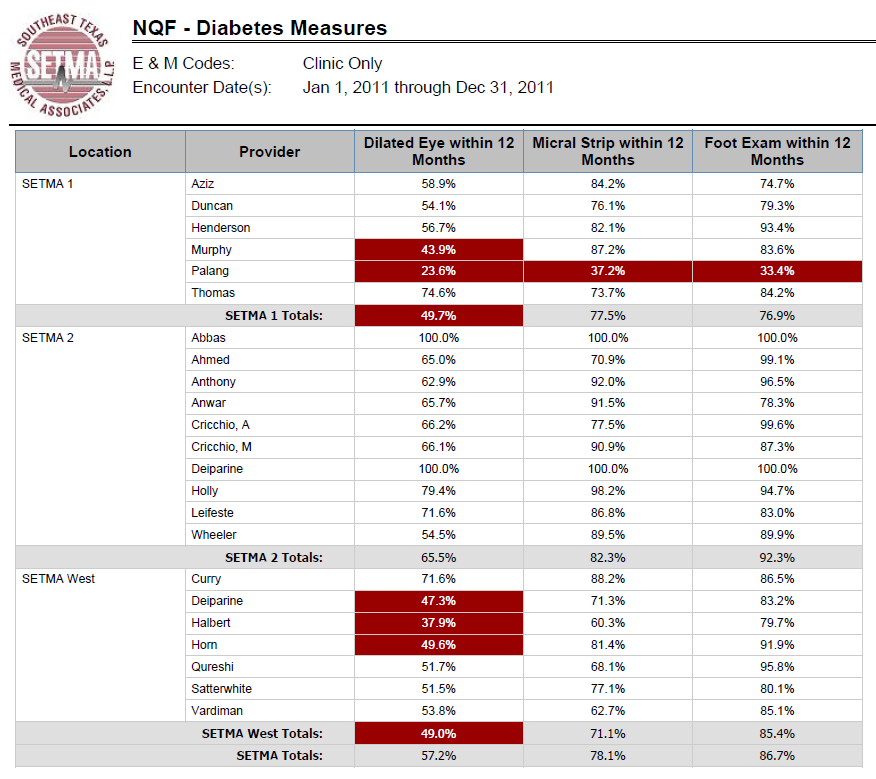 SOUTHEAST TEXAS
SETMA
MEDICAL ASSOCIATES, L.L.P.
NQF - Diabetes Measures
E & M Codes: Clinic Only
Encounter Date(s): Jan 1, 2011 through Dec 31, 2011
Location Provider Dilated Eye within 12 Months Micral Strip within 12 Months Foot Exam within 12 Months
SETMA 1 Aziz 58.9% 84.2% 74.7%
Duncan 54.1% 76.1% 79.3%
Henderson 56.7% 82.1% 93.4%
Murphy 43.9% 87.2% 83.6%
Palang 23.6% 37.2% 33.4%
Thomas 74.6% 73.7% 84.2%
SETMA 1 Totals: 49.7% 77.5% 76.9%
SETMA 2 Abbas 100.0% 100.0% 100.0%
Ahmed 65.0% 70.9% 99.1%
Anthony 62.9% 92.0% 96.5%
Anwar 65.7% 91.5% 78.3%
Cricchio, A 66.2% 77.5% 99.6%
Cricchio, M 66.1% 90.9% 87.3%
Deiparine 100.0% 100.0% 100.0%
Holly 79.4% 98.2% 94.7%
Leifeste 71.6% 86.8% 83.0%
Wheeler 54.5% 89.5% 89.9%
SETMA 2 Totals: 65.5% 82.3% 92.3%
SETMA West Curry 71.6% 88.2% 86.5%
Deiparine 47.3% 71.3% 83.2%
Halbert 37.9% 60.3% 79.7%
Horn 49.6% 81.4% 91.9%
Qureshi 51.7% 68.1% 95.8%
Satterwhite 51.5% 77.1% 80.1%
Vardiman 53.8% 62.7% 85.1%
SETMA West Totals: 49.0% 71.1% 85.4%
SETMA Totals: 57.2% 78.1% 86.7%